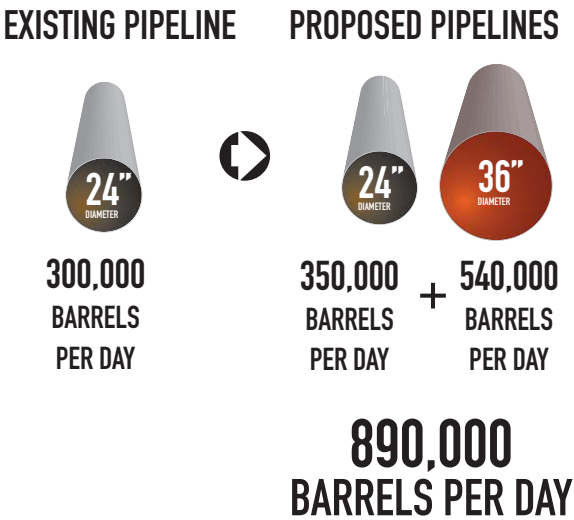 EXISTING PIPELINE
24”
DIAMETER
300,000
BARRELS
PER DAY
PROPOSED PIPELINES
24”
DIAMETER
350,000
BARRELS
PER DAY
+
36”
DIAMETER
540,000
BARRELS
PER DAY
890,000
BARRELS PER DAY